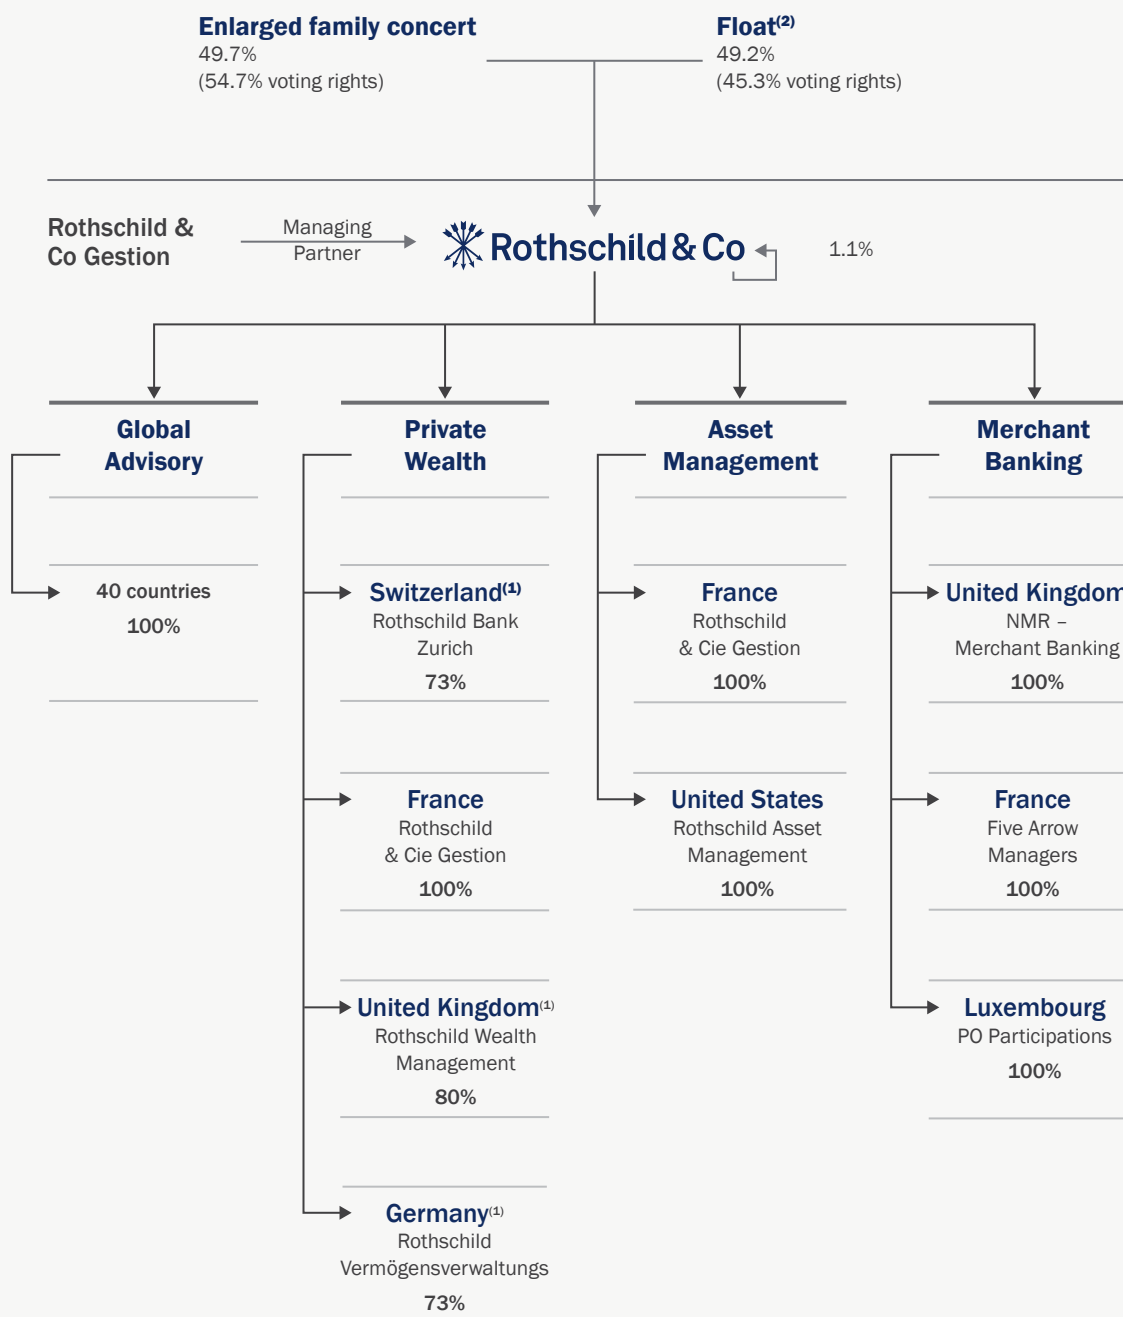 Enlarged family concert
49.7%
(54.7% voting rights)
Float(2)
49.2%
(45.3% voting rights)
Rothschild &
Co Gestion
Managing
Partner
Rothschild & Co
1.1%
Global
Advisory
40 countries
100%
Private
Wealth
Switzerland(1)
Rothschild Bank
Zurich
73%
France
Rothschild
& Cie Gestion
100%
United Kingdom(1)
Rothschild Wealth
Management
80%
Germany(1)
Rothschild
Vermögensverwaltungs
73%
Asset
Management
France
Rothschild
& Cie Gestion
100%
United States
Rothschild Asset
Management
100%
Merchant
Banking
United Kingdom
NMR –
Merchant Banking
100%
France
Five Arrow
Managers
100%
Luxembourg
PO Participations
100%